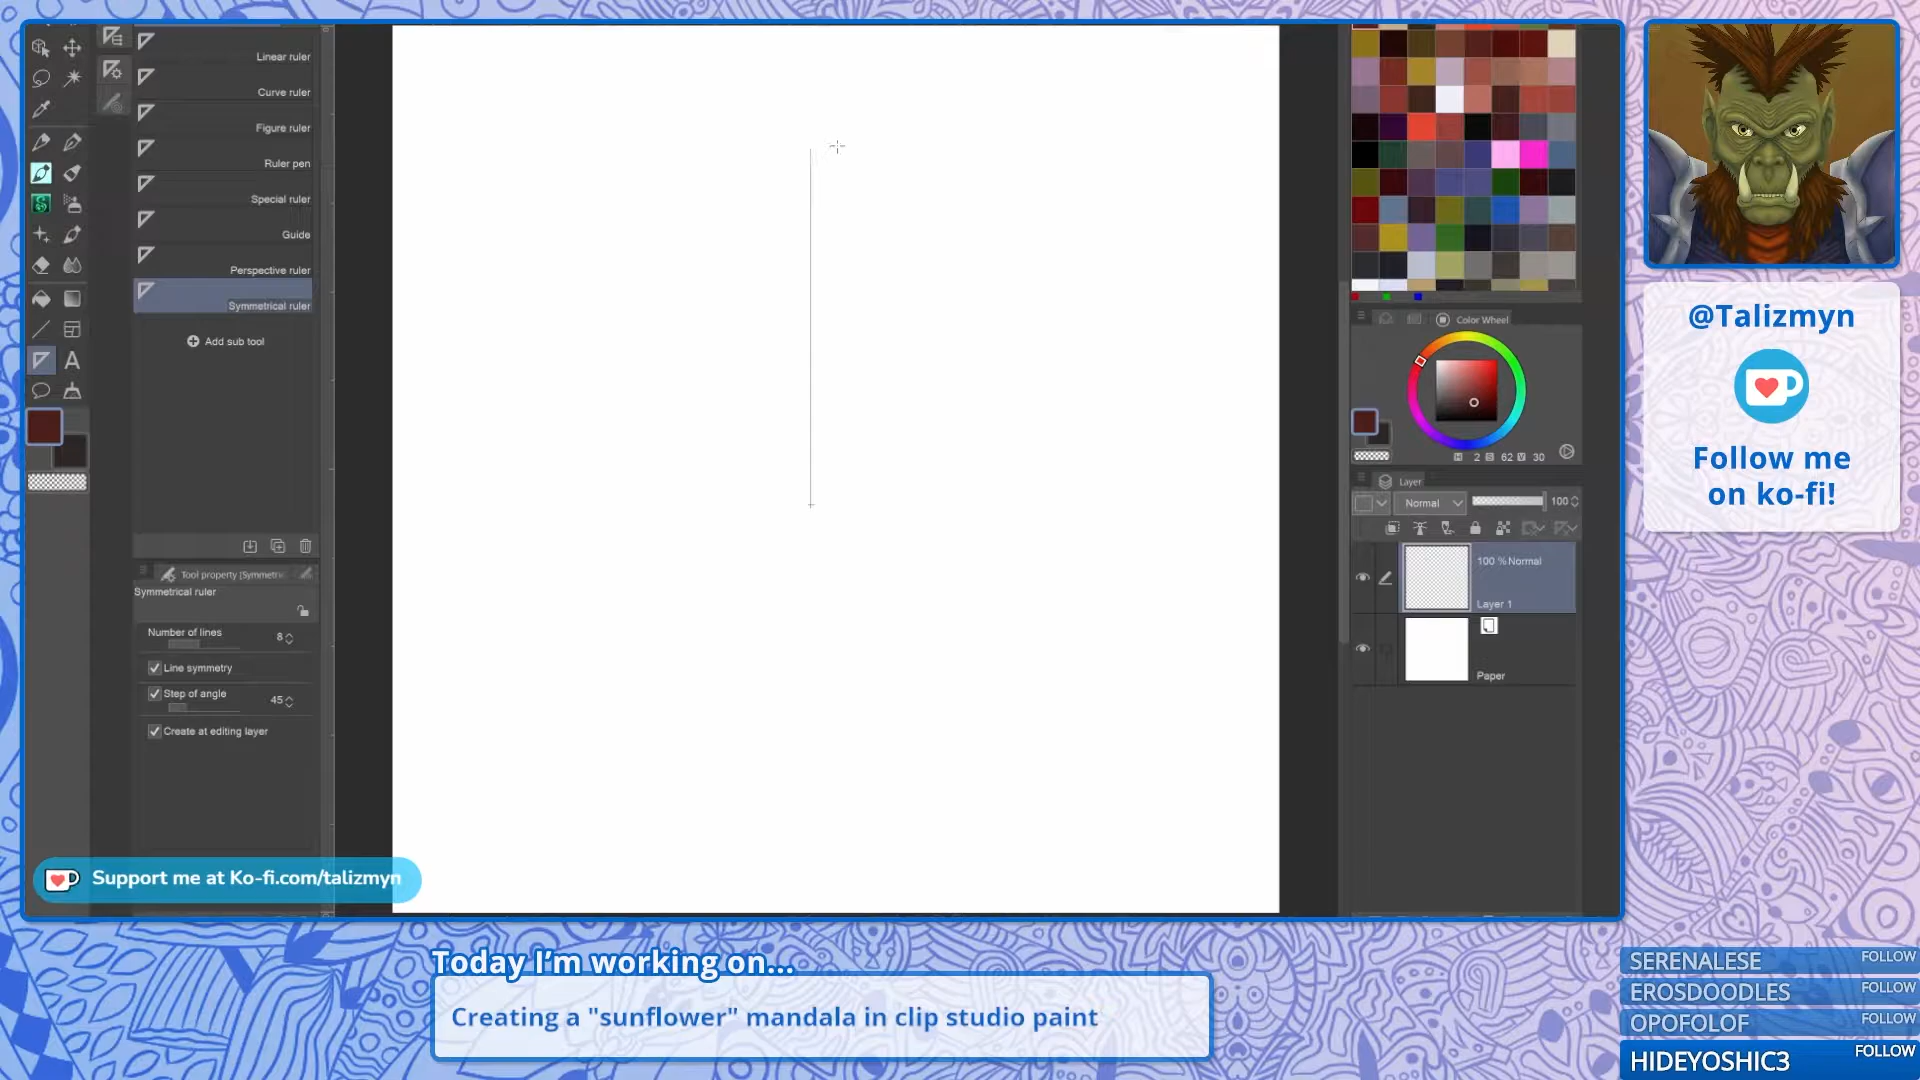 Linear ruler
Curve ruler
Figure ruler
Ruler pen
Special ruler
Guide
Perspective ruler
Symmetrical ruler
Add sub tool
A
Tool property [Symmetri
Symmetrical ruler
Number of lines 8
Line symmetry
Step of angle 45
Create at editing layer
Color Wheel
H 2 S 62 V 30
Layer
Normal 100
100 % Normal
Layer 1
Paper
@Talizmyn
Follow me
on ko-fi!
Support me at Ko-fi.com/talizmyn
Today I'm working on...
Creating a "sunflower" mandala in clip studio paint
SERENALESE FOLLOW
EROSDOODLES FOLLOW
OPOFOLOF FOLLOW
HIDEYOSHIC3 FOLLOW